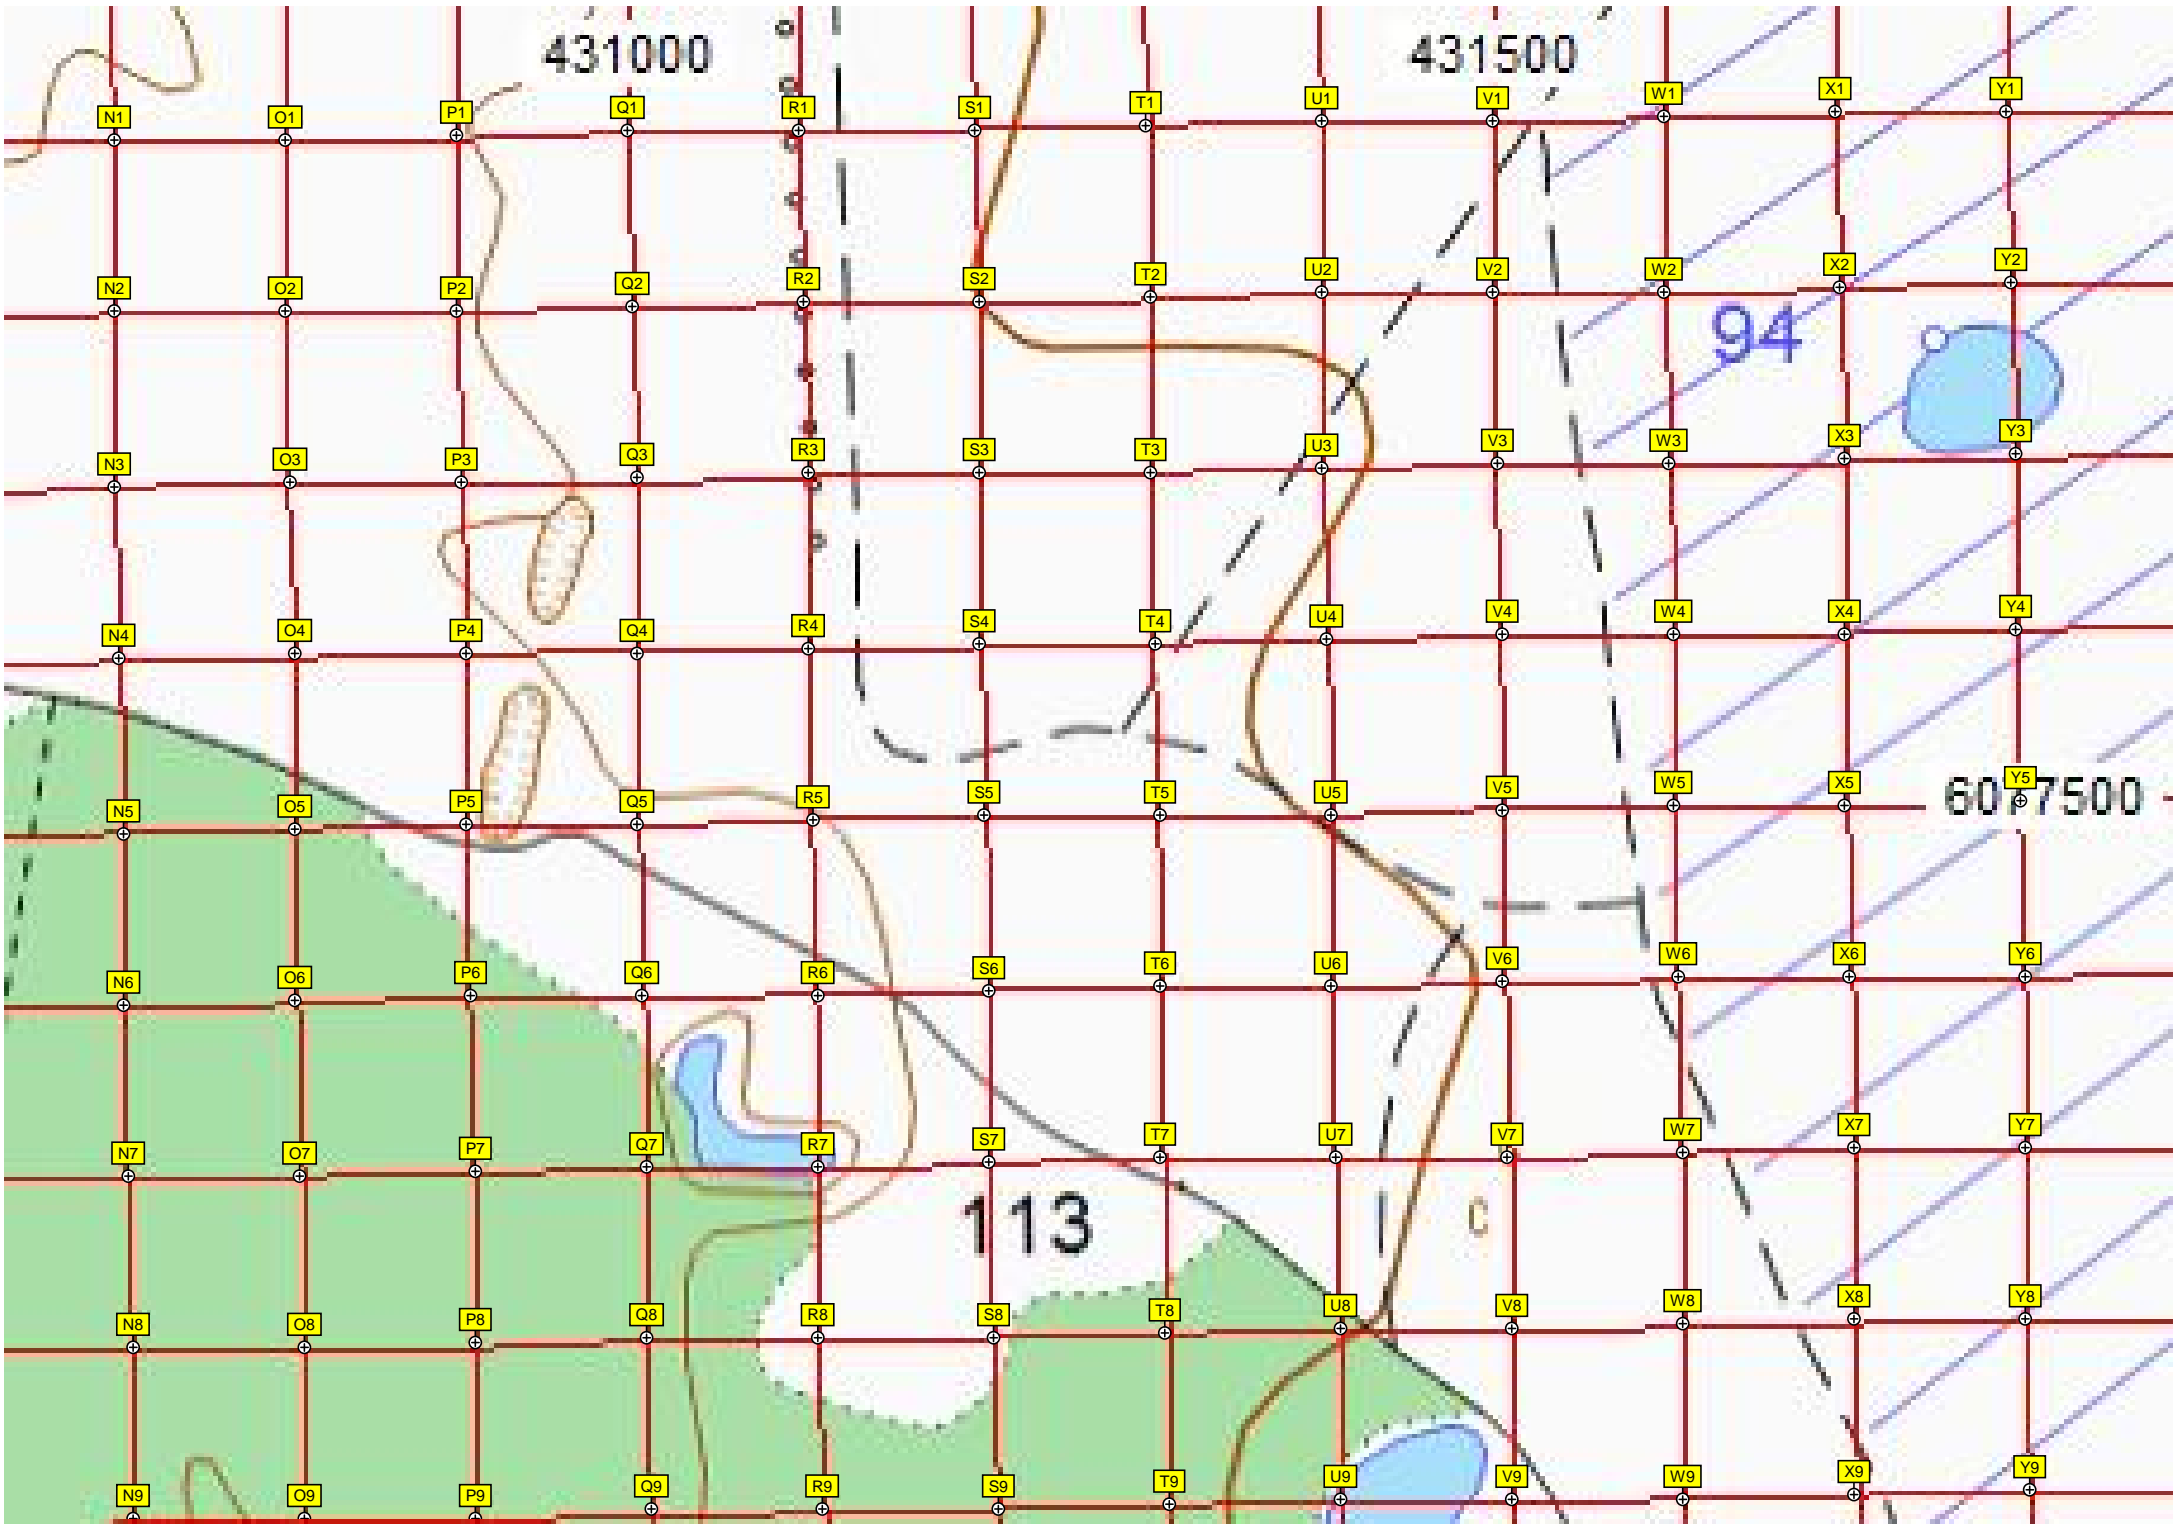 431000 431500
N1 O1 P1 Q1 R1 S1 T1 U1 V1 W1 X1 Y1
N2 O2 P2 Q2 R2 S2 T2 U2 V2 W2 X2 Y2
94
N3 O3 P3 Q3 R3 S3 T3 U3 V3 W3 X3 Y3
N4 O4 P4 Q4 R4 S4 T4 U4 V4 W4 X4 Y4
N5 O5 P5 Q5 R5 S5 T5 U5 V5 W5 X5 Y5
6077500
N6 O6 P6 Q6 R6 S6 T6 U6 V6 W6 X6 Y6
N7 O7 P7 Q7 R7 S7 T7 U7 V7 W7 X7 Y7
113 c
N8 O8 P8 Q8 R8 S8 T8 U8 V8 W8 X8 Y8
N9 O9 P9 Q9 R9 S9 T9 U9 V9 W9 X9 Y9